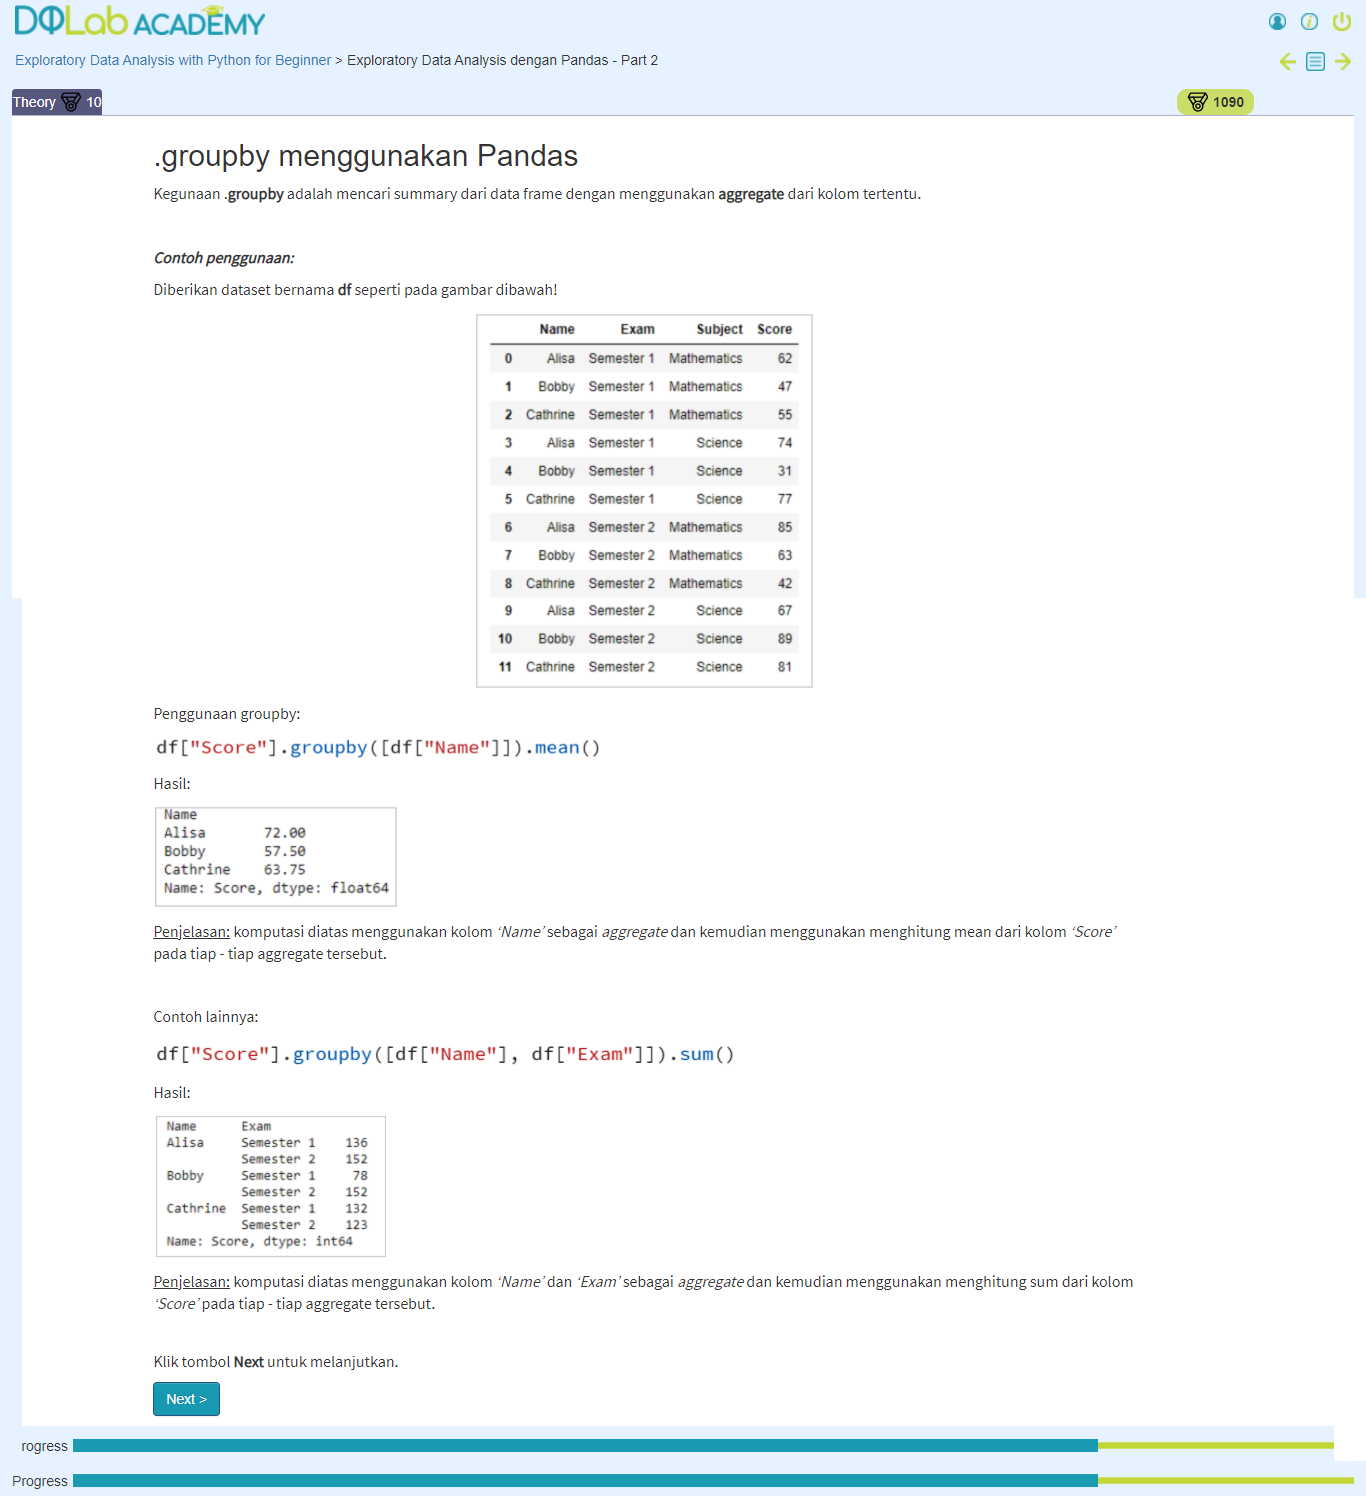 DQLab ACADEMY
Exploratory Data Analysis with Python for Beginner > Exploratory Data Analysis dengan Pandas - Part 2
Theory 10
1090
.groupby menggunakan Pandas
Kegunaan .groupby adalah mencari summary dari data frame dengan menggunakan aggregate dari kolom tertentu.
Contoh penggunaan:
Diberikan dataset bernama df seperti pada gambar dibawah!
Name Exam Subject Score
0 Alisa Semester 1 Mathematics 62
1 Bobby Semester 1 Mathematics 47
2 Cathrine Semester 1 Mathematics 55
3 Alisa Semester 1 Science 74
4 Bobby Semester 1 Science 31
5 Cathrine Semester 1 Science 77
6 Alisa Semester 2 Mathematics 85
7 Bobby Semester 2 Mathematics 63
8 Cathrine Semester 2 Mathematics 42
9 Alisa Semester 2 Science 67
10 Bobby Semester 2 Science 89
11 Cathrine Semester 2 Science 81
Penggunaan groupby:
df["Score"].groupby([df["Name"]]).mean()
Hasil:
Name
Alisa 72.00
Bobby 57.50
Cathrine 63.75
Name: Score, dtype: float64
Penjelasan: komputasi diatas menggunakan kolom ‘Name’ sebagai aggregate dan kemudian menggunakan menghitung mean dari kolom ‘Score’
pada tiap - tiap aggregate tersebut.
Contoh lainnya:
df["Score"].groupby([df["Name"], df["Exam"]]).sum()
Hasil:
Name Exam
Alisa Semester 1 136
Semester 2 152
Bobby Semester 1 78
Semester 2 152
Cathrine Semester 1 132
Semester 2 123
Name: Score, dtype: int64
Penjelasan: komputasi diatas menggunakan kolom ‘Name’ dan ‘Exam’ sebagai aggregate dan kemudian menggunakan menghitung sum dari kolom
‘Score’ pada tiap - tiap aggregate tersebut.
Klik tombol Next untuk melanjutkan.
Next >
rogress
Progress